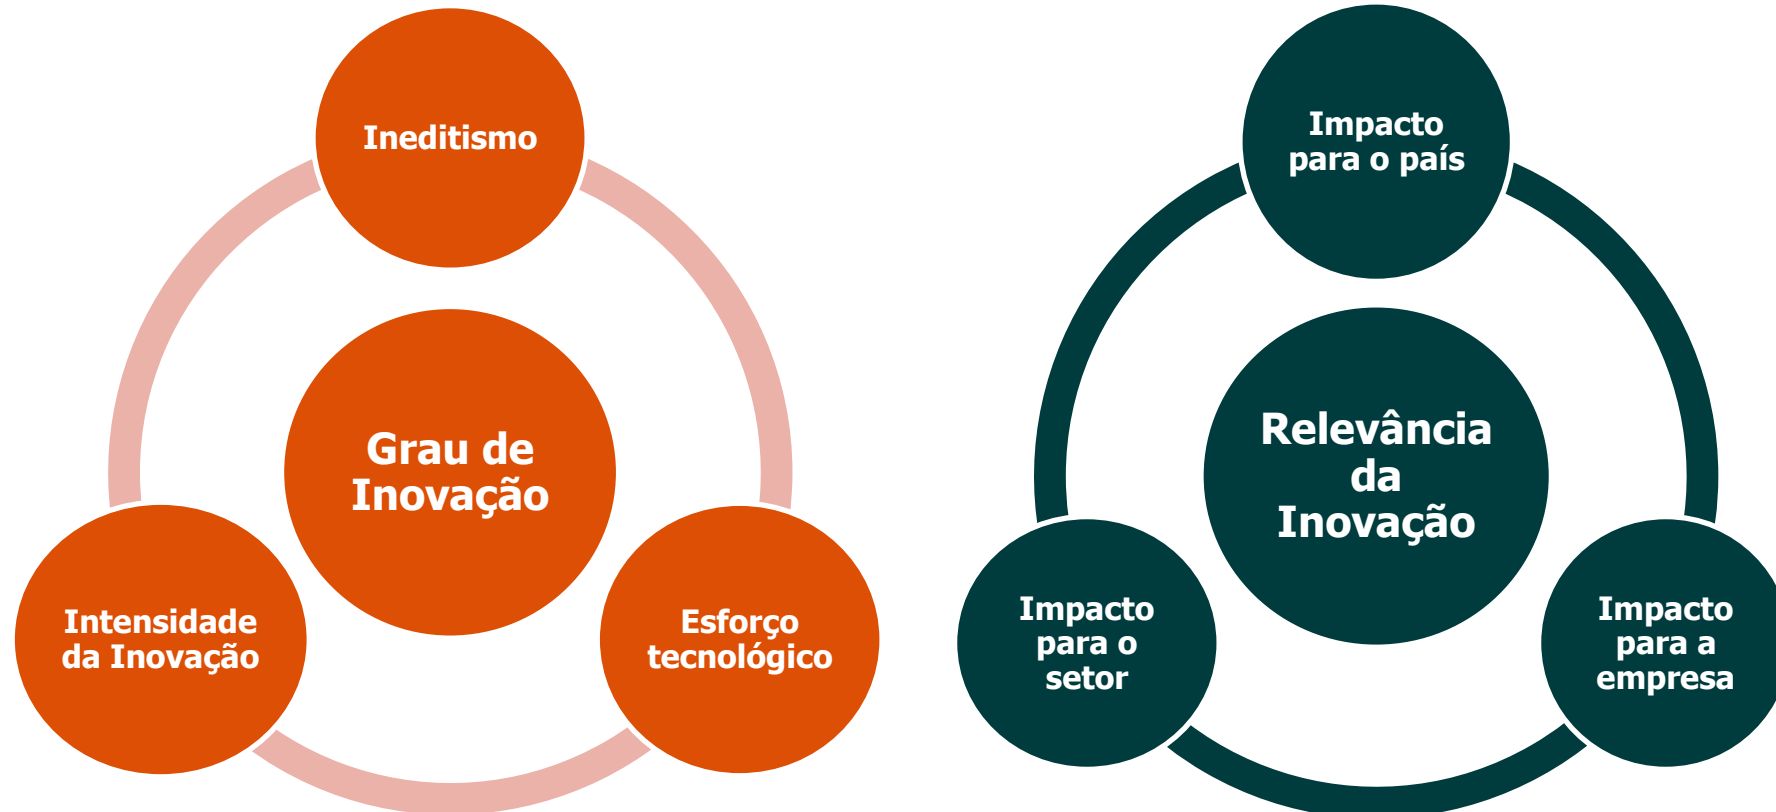 Ineditismo
Grau de
Inovação
Intensidade
da Inovação
Esforço
tecnológico
Impacto
para o país
Relevância
da
Inovação
Impacto
para o
setor
Impacto
para a
empresa